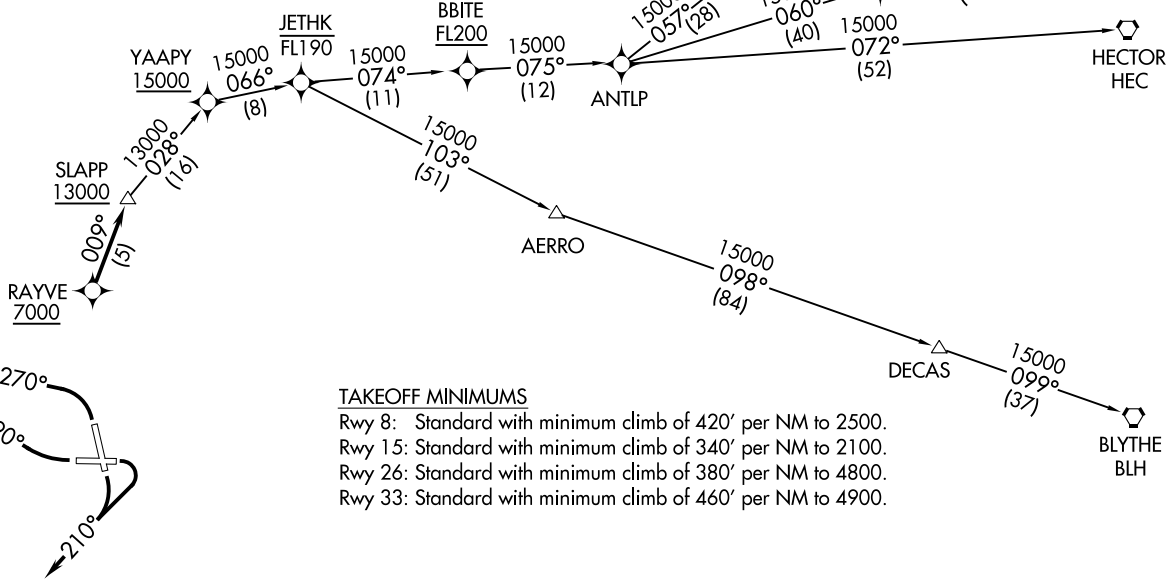 BBITE
FL200
JETHK
FL190
YAAPY
15000
15000
066°
(8)
15000
074°
(11)
15000
075°
(12)
ANTLP
057°
(28)
060°
(40)
15000
072°
(52)
HECTOR
HEC
13000
028°
(16)
SLAPP
13000
009°
(5)
RAYVE
7000
15000
103°
(51)
AERRO
15000
098°
(84)
DECAS
15000
099°
(37)
BLYTHE
BLH
270°
210°
TAKEOFF MINIMUMS
Rwy 8: Standard with minimum climb of 420' per NM to 2500.
Rwy 15: Standard with minimum climb of 340' per NM to 2100.
Rwy 26: Standard with minimum climb of 380' per NM to 4800.
Rwy 33: Standard with minimum climb of 460' per NM to 4900.